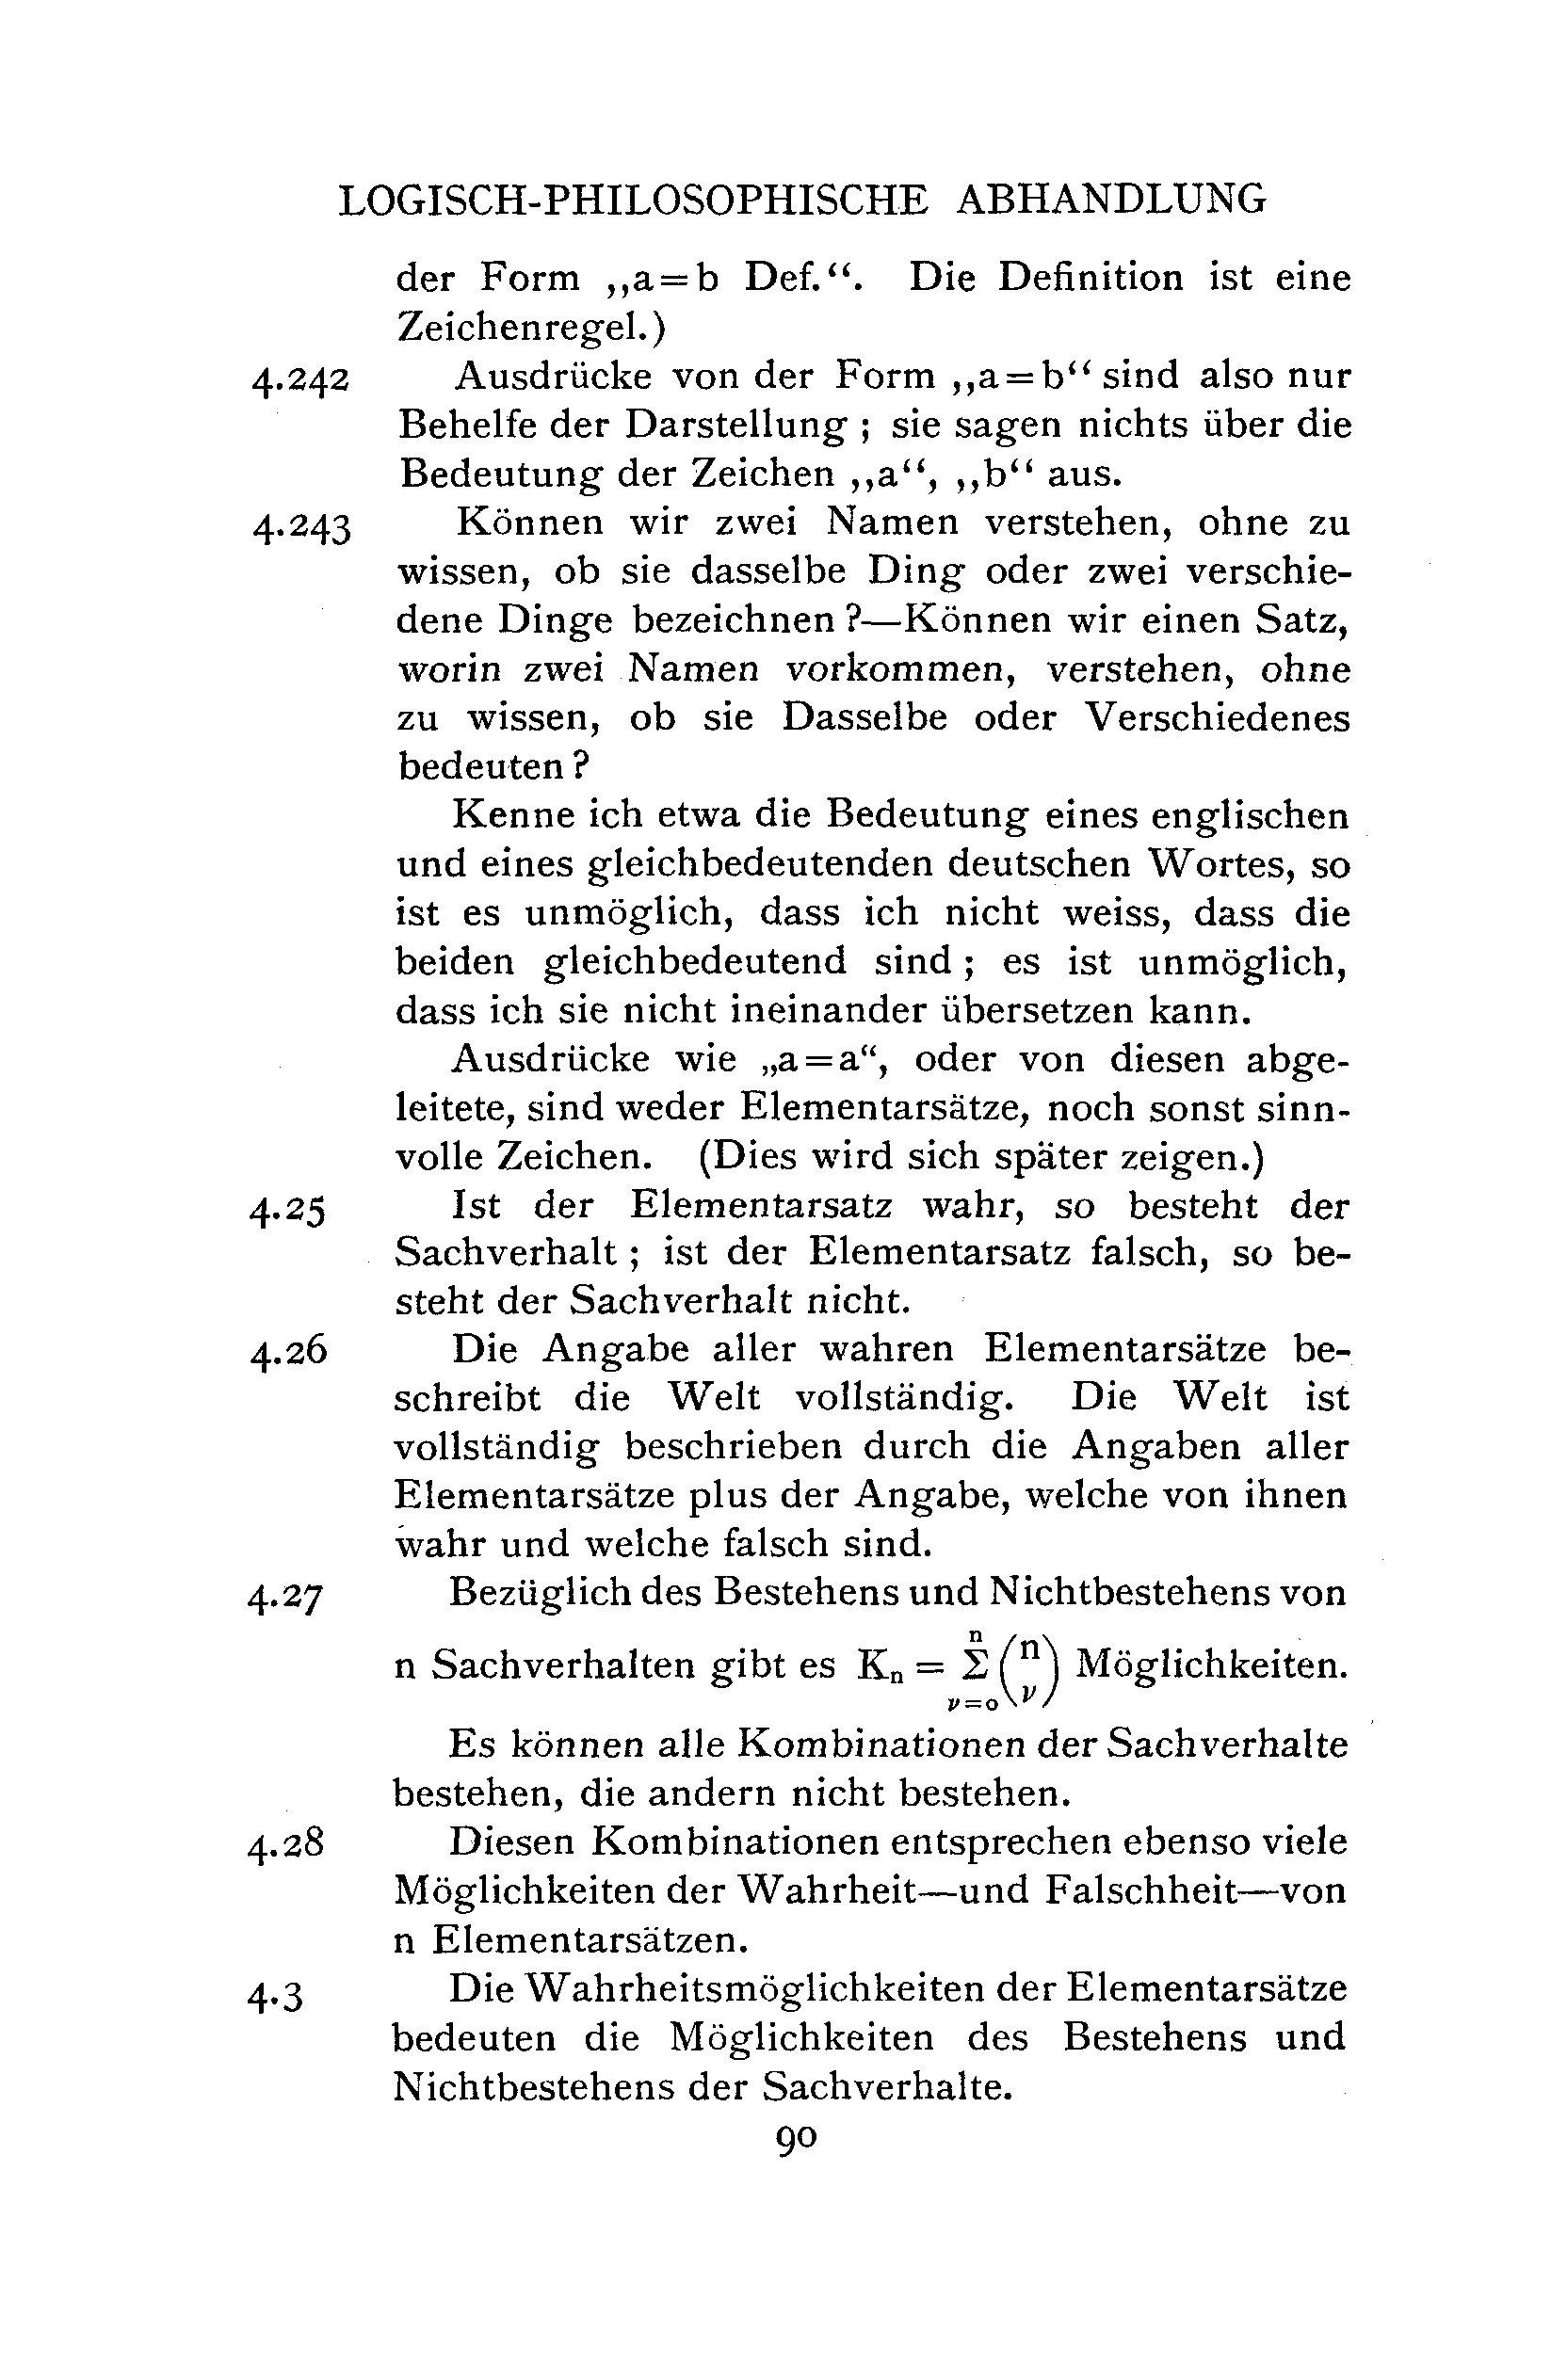 LOGISCH-PHILOSOPHISCHE ABHANDLUNG
der Form ,,a=b Def.“. Die Definition ist eine
Zeichenregel.)
4.242 Ausdrücke von der Form ,,a=b“ sind also nur
Behelfe der Darstellung ; sie sagen nichts über die
Bedeutung der Zeichen ,,a“, ,,b“ aus.
4.243 Können wir zwei Namen verstehen, ohne zu
wissen, ob sie dasselbe Ding oder zwei verschie-
dene Dinge bezeichnen ?—Können wir einen Satz,
worin zwei Namen vorkommen, verstehen, ohne
zu wissen, ob sie Dasselbe oder Verschiedenes
bedeuten ?
Kenne ich etwa die Bedeutung eines englischen
und eines gleichbedeutenden deutschen Wortes, so
ist es unmöglich, dass ich nicht weiss, dass die
beiden gleichbedeutend sind ; es ist unmöglich,
dass ich sie nicht ineinander übersetzen kann.
Ausdrücke wie „a=a“, oder von diesen abge-
leitete, sind weder Elementarsätze, noch sonst sinn-
volle Zeichen. (Dies wird sich später zeigen.)
4.25 Ist der Elementarsatz wahr, so besteht der
Sachverhalt ; ist der Elementarsatz falsch, so be-
steht der Sachverhalt nicht.
4.26 Die Angabe aller wahren Elementarsätze be-
schreibt die Welt vollständig. Die Welt ist
vollständig beschrieben durch die Angaben aller
Elementarsätze plus der Angabe, welche von ihnen
wahr und welche falsch sind.
4.27 Bezüglich des Bestehens und Nichtbestehens von
n Sachverhalten gibt es Kₙ = n Σ ν=0 (n ν) Möglichkeiten.
Es können alle Kombinationen der Sachverhalte
bestehen, die andern nicht bestehen.
4.28 Diesen Kombinationen entsprechen ebenso viele
Möglichkeiten der Wahrheit—und Falschheit—von
n Elementarsätzen.
4.3 Die Wahrheitsmöglichkeiten der Elementarsätze
bedeuten die Möglichkeiten des Bestehens und
Nichtbestehens der Sachverhalte.
90